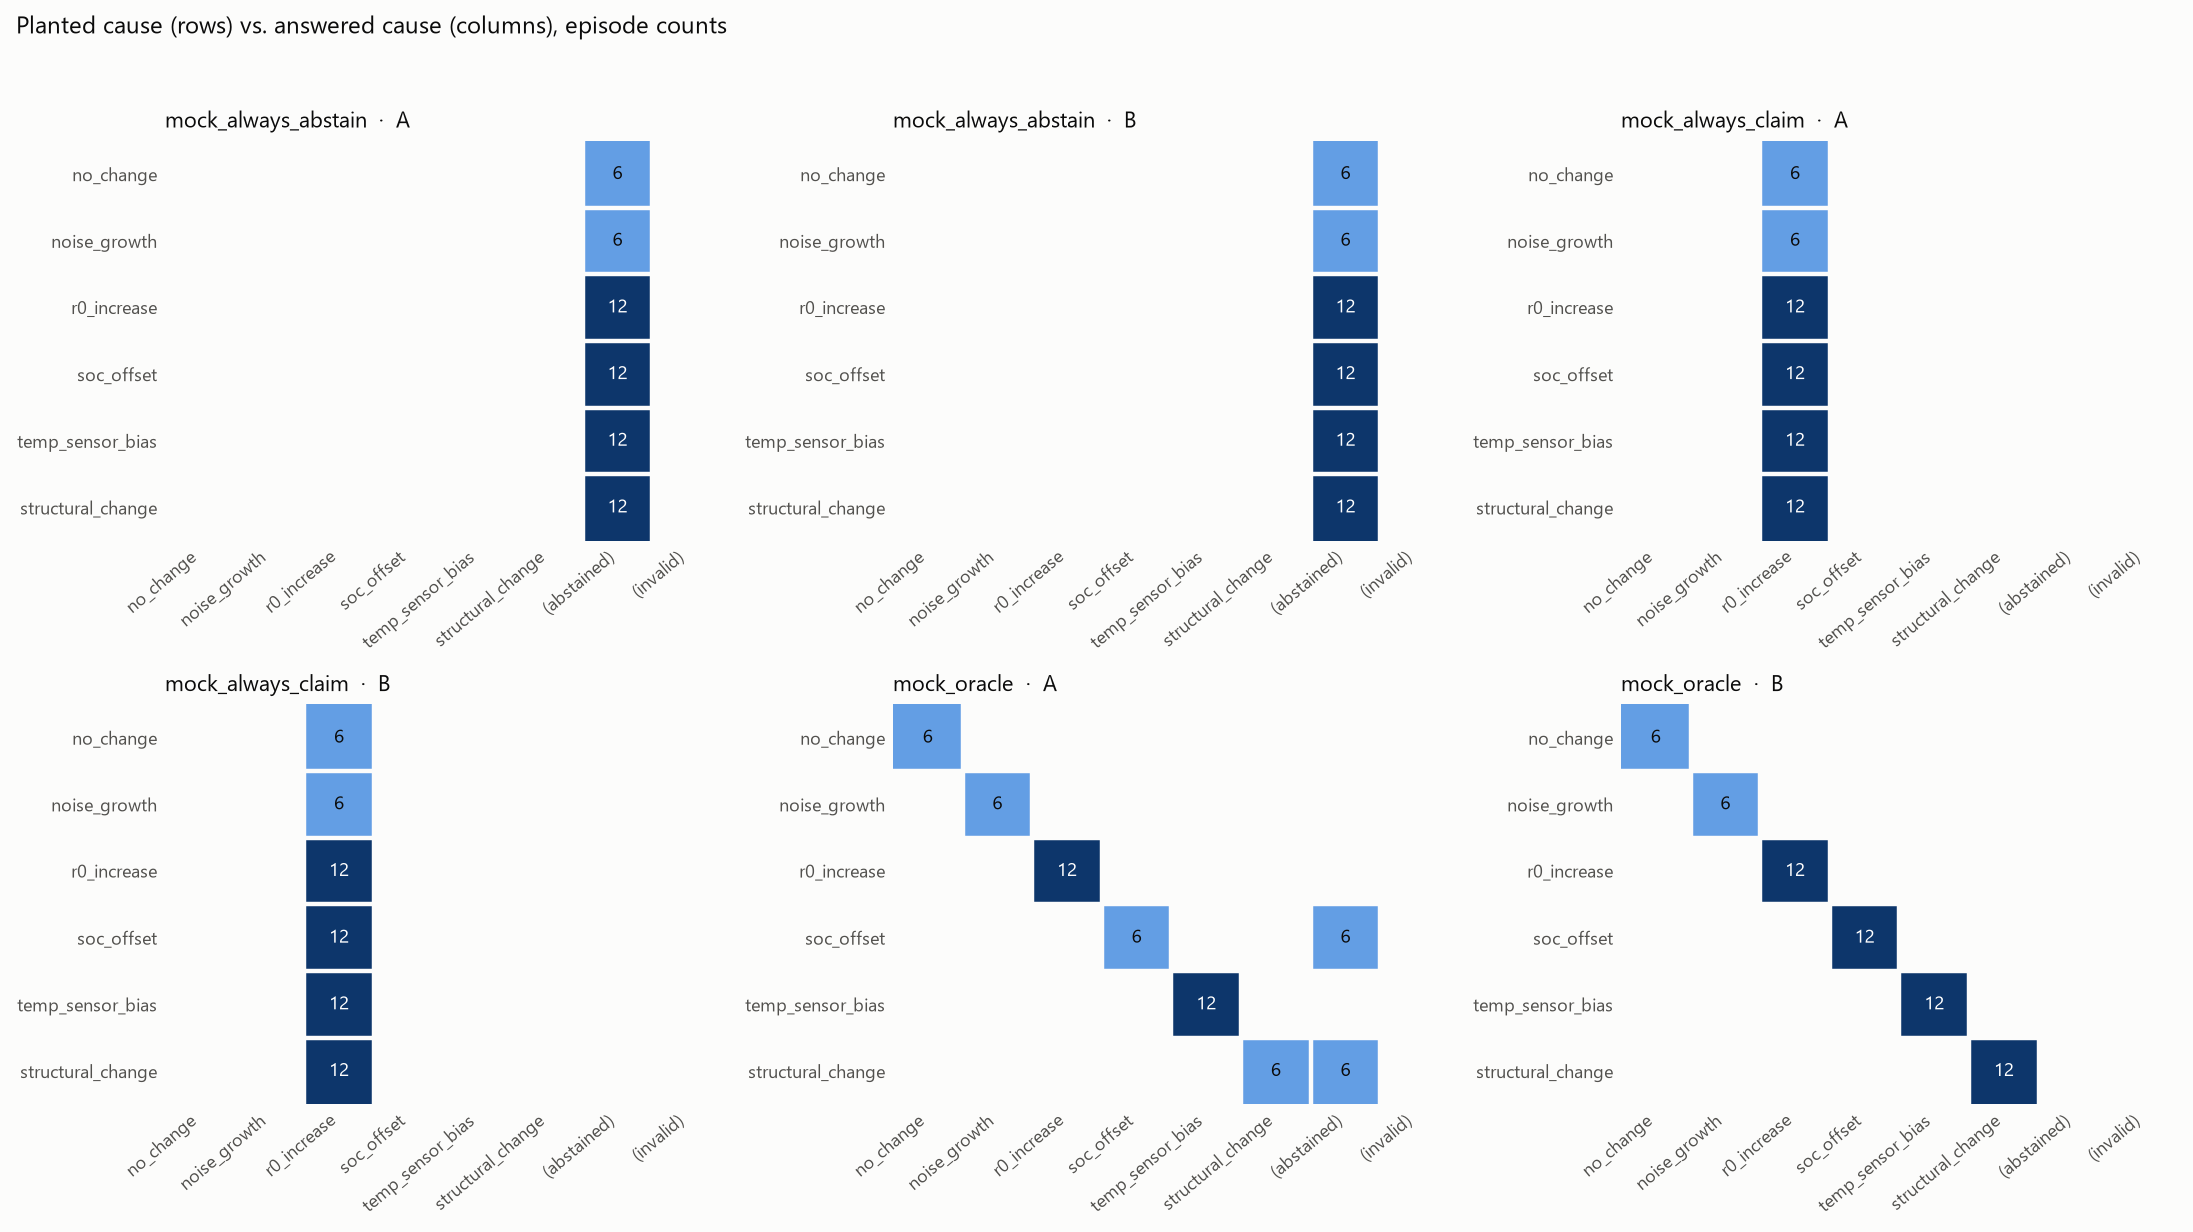 Planted cause (rows) vs. answered cause (columns), episode counts
mock_always_abstain · A
no_change 6
noise_growth 6
r0_increase 12
soc_offset 12
temp_sensor_bias 12
structural_change 12
no_change noise_growth r0_increase soc_offset temp_sensor_bias structural_change (abstained) (invalid)
mock_always_abstain · B
no_change 6
noise_growth 6
r0_increase 12
soc_offset 12
temp_sensor_bias 12
structural_change 12
no_change noise_growth r0_increase soc_offset temp_sensor_bias structural_change (abstained) (invalid)
mock_always_claim · A
no_change 6
noise_growth 6
r0_increase 12
soc_offset 12
temp_sensor_bias 12
structural_change 12
no_change noise_growth r0_increase soc_offset temp_sensor_bias structural_change (abstained) (invalid)
mock_always_claim · B
no_change 6
noise_growth 6
r0_increase 12
soc_offset 12
temp_sensor_bias 12
structural_change 12
no_change noise_growth r0_increase soc_offset temp_sensor_bias structural_change (abstained) (invalid)
mock_oracle · A
no_change 6
noise_growth 6
r0_increase 12
soc_offset 6 6
temp_sensor_bias 12
structural_change 6 6
no_change noise_growth r0_increase soc_offset temp_sensor_bias structural_change (abstained) (invalid)
mock_oracle · B
no_change 6
noise_growth 6
r0_increase 12
soc_offset 12
temp_sensor_bias 12
structural_change 12
no_change noise_growth r0_increase soc_offset temp_sensor_bias structural_change (abstained) (invalid)